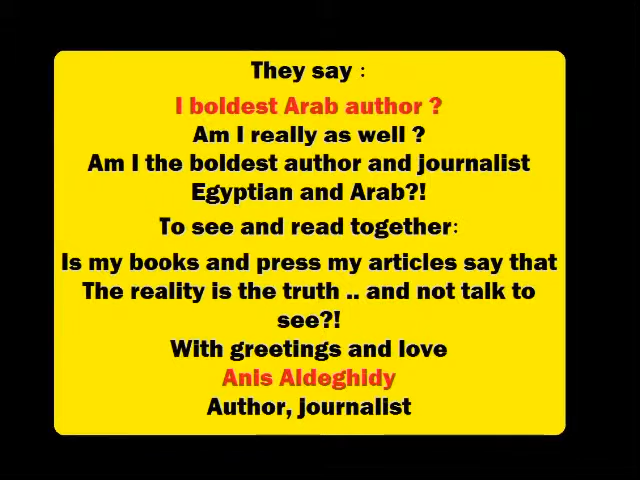 They say :
I boldest Arab author ?
Am I really as well ?
Am I the boldest author and journalist
Egyptian and Arab?!
To see and read together:
Is my books and press my articles say that
The reality is the truth .. and not talk to
see?!
With greetings and love
Anis Aldeghidy
Author, journalist